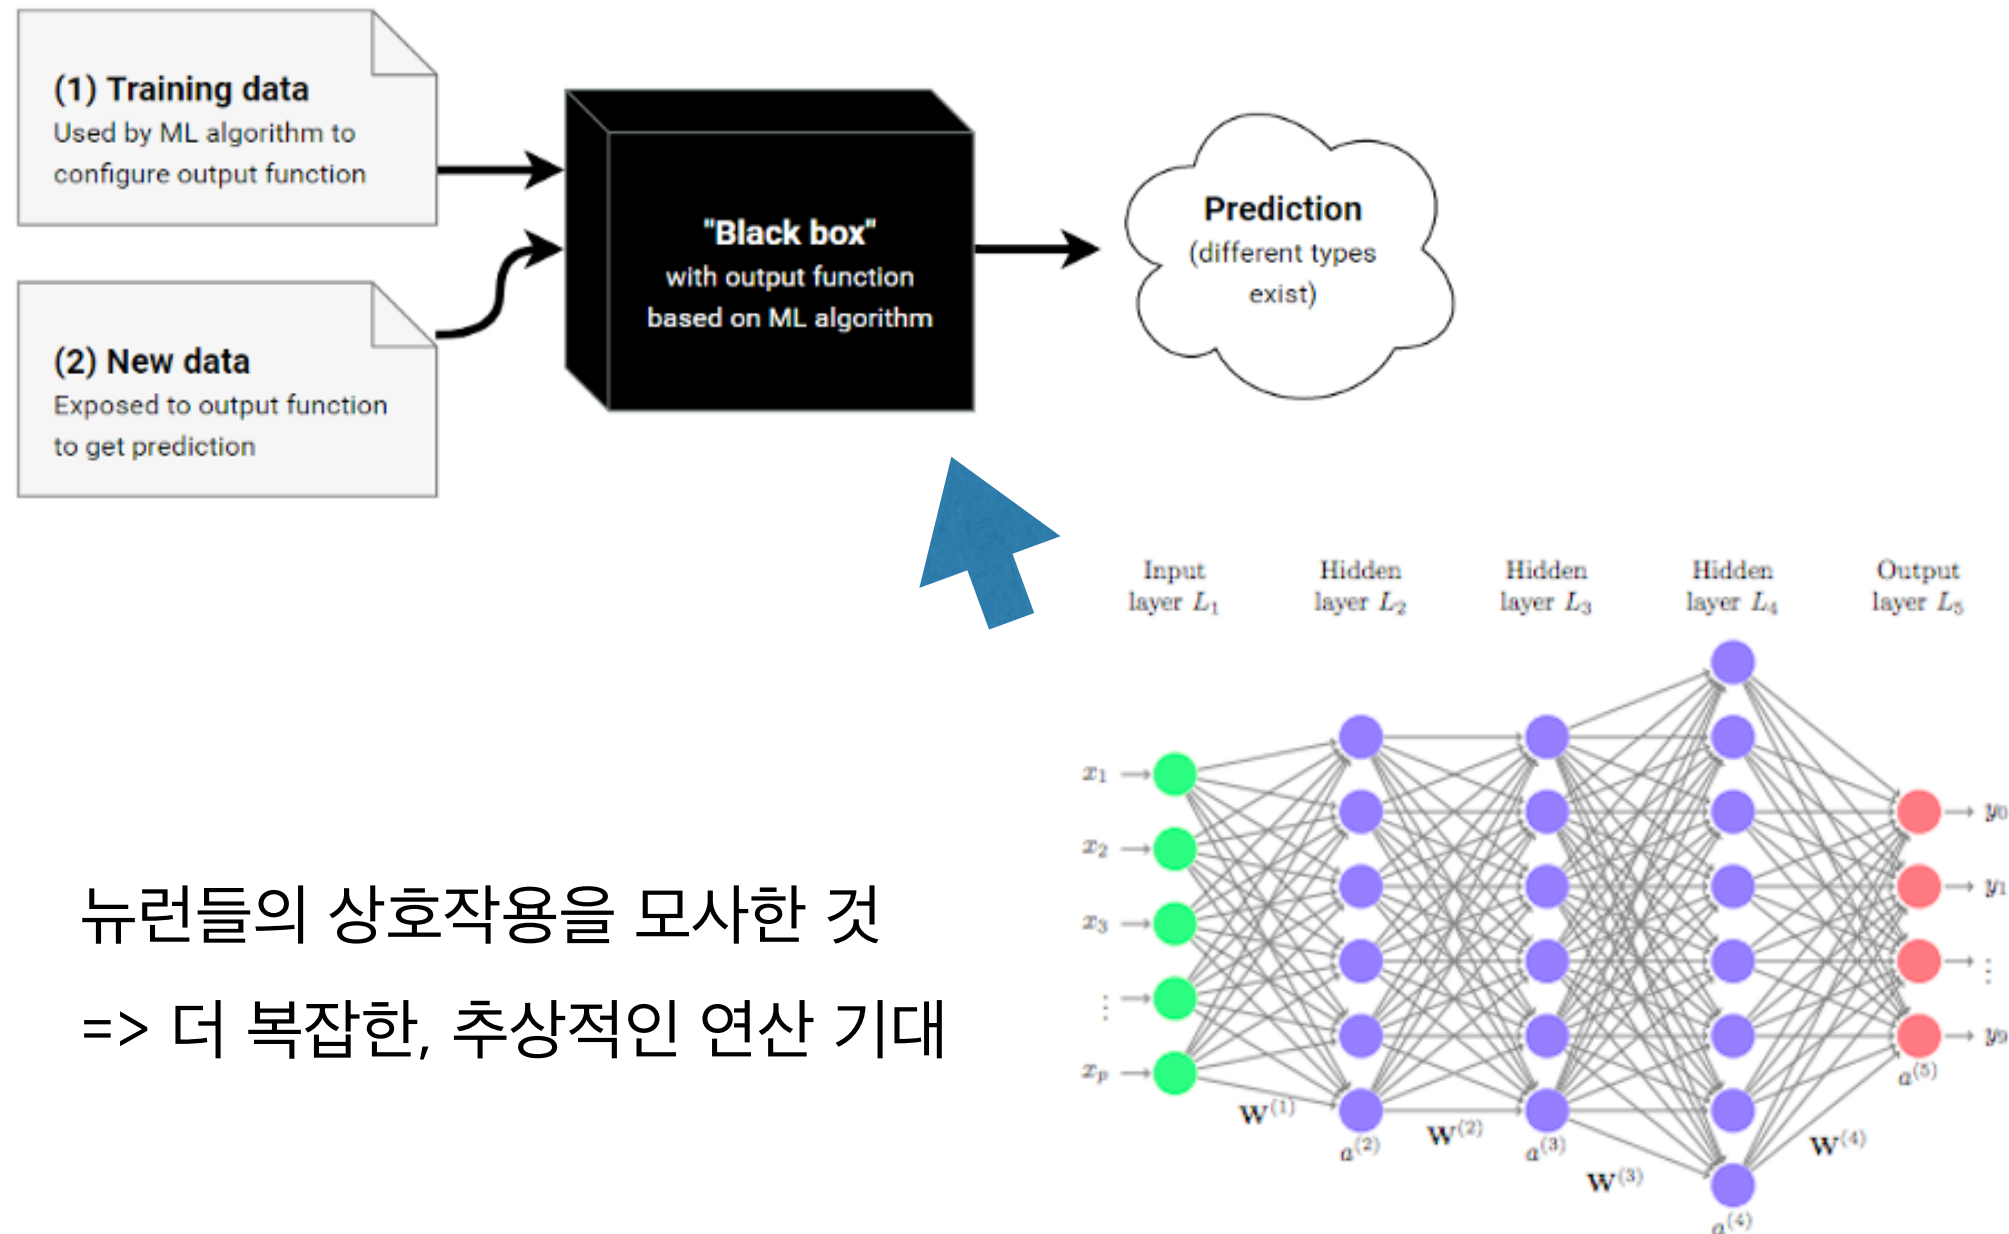 (1) Training data
Used by ML algorithm to
configure output function
(2) New data
Exposed to output function
to get prediction
"Black box"
with output function
based on ML algorithm
Prediction
(different types
exist)
Input
layer L₁
Hidden
layer L₂
Hidden
layer L₃
Hidden
layer L₄
Output
layer L₅
x₁
x₂
x₃
⋮
xₚ
y₀
y₁
⋮
y₉
W⁽¹⁾
a⁽²⁾
W⁽²⁾
a⁽³⁾
W⁽³⁾
a⁽⁴⁾
W⁽⁴⁾
a⁽⁵⁾
뉴런들의 상호작용을 모사한 것
=> 더 복잡한, 추상적인 연산 기대